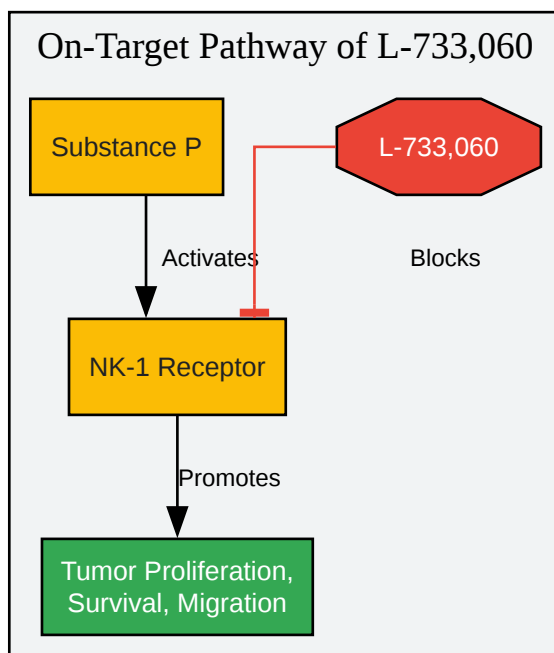 On-Target Pathway of L-733,060
Substance P
L-733,060
Activates
Blocks
NK-1 Receptor
Promotes
Tumor Proliferation,
Survival, Migration